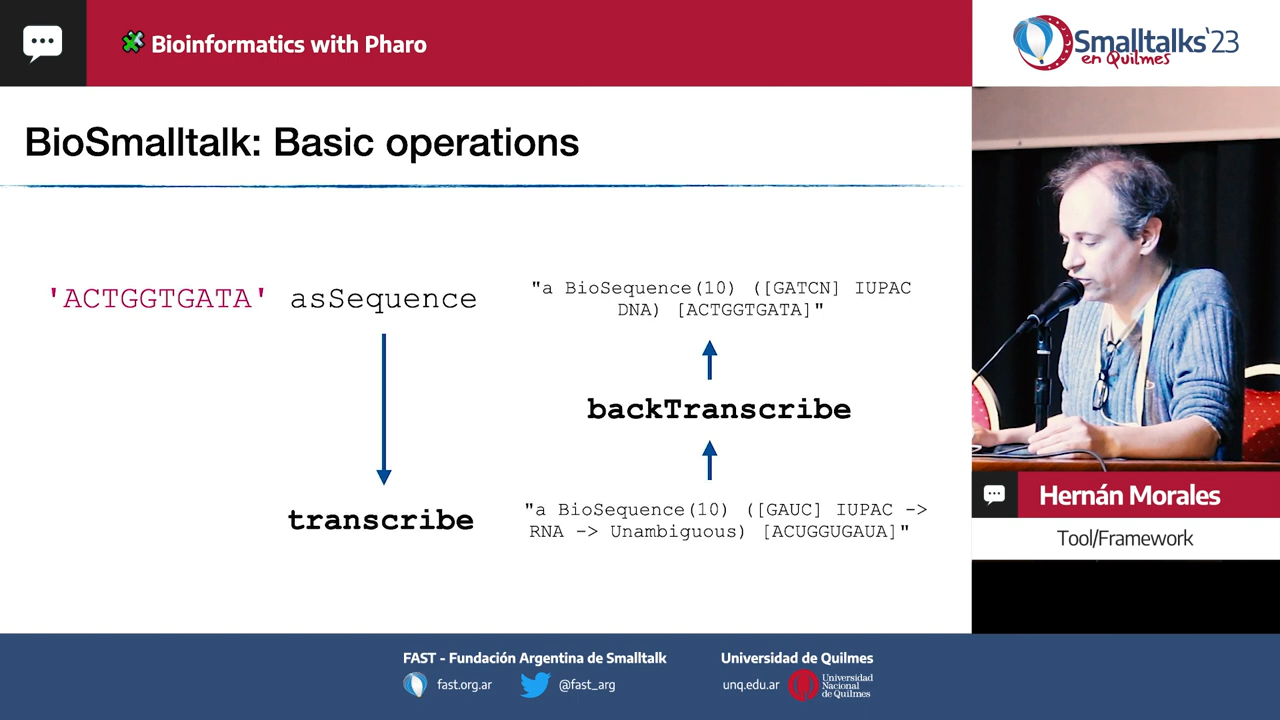 Bioinformatics with Pharo
Smalltalks'23
en Quilmes
BioSmalltalk: Basic operations
'ACTGGTGATA' asSequence
"a BioSequence(10) ([GATCN] IUPAC
DNA) [ACTGGTGATA]"
backTranscribe
transcribe
"a BioSequence(10) ([GAUC] IUPAC ->
RNA -> Unambiguous) [ACUGGUGAUA]"
Hernán Morales
Tool/Framework
FAST - Fundación Argentina de Smalltalk
fast.org.ar
@fast_arg
Universidad de Quilmes
unq.edu.ar
Universidad
Nacional
de Quilmes